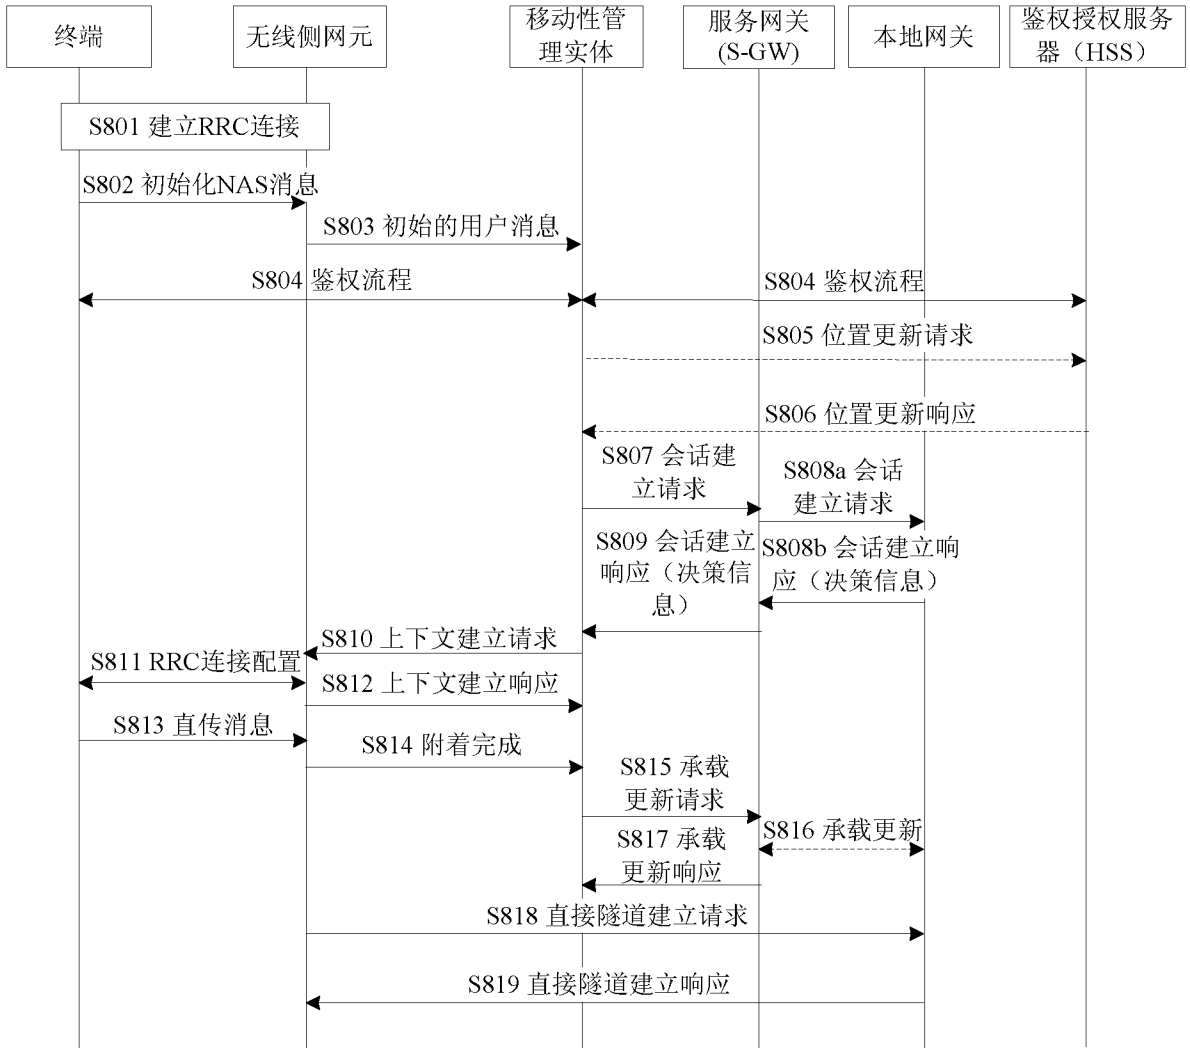 终端
无线侧网元
移动性管
理实体
服务网关
(S-GW)
本地网关
鉴权授权服务
器（HSS）
S801 建立RRC连接
S802 初始化NAS消息
S803 初始的用户消息
S804 鉴权流程
S804 鉴权流程
S805 位置更新请求
S806 位置更新响应
S807 会话建
立请求
S808a 会话
建立请求
S809 会话建立
响应（决策信
息）
S808b 会话建立响
应（决策信息）
S810 上下文建立请求
S811 RRC连接配置
S812 上下文建立响应
S813 直传消息
S814 附着完成
S815 承载
更新请求
S816 承载更新
S817 承载
更新响应
S818 直接隧道建立请求
S819 直接隧道建立响应